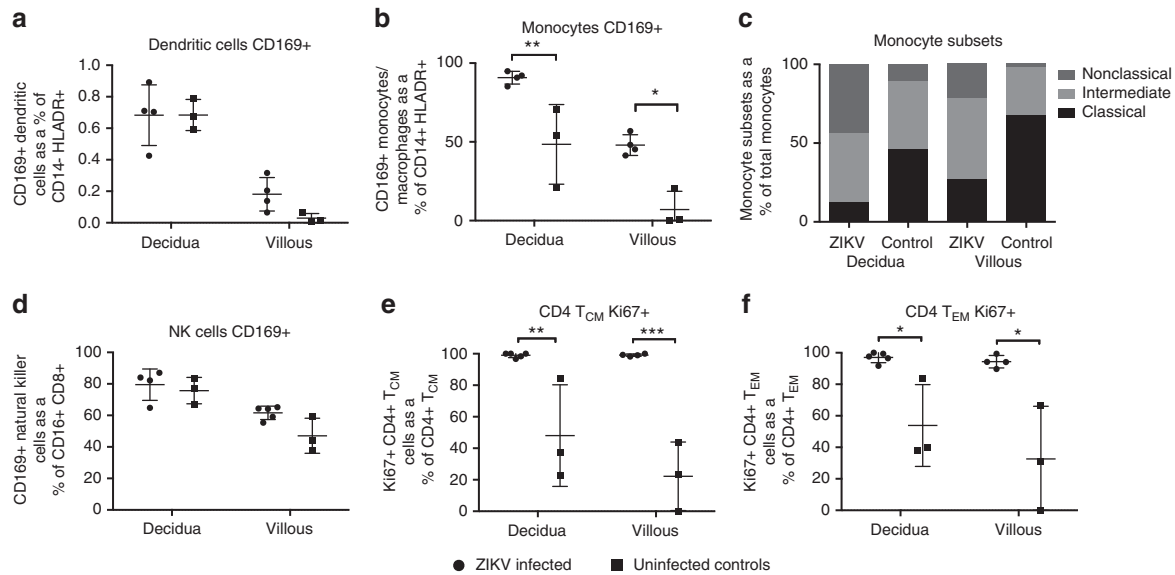 a
Dendritic cells CD169+
CD169+ dendritic
cells as a % of
CD14- HLADR+
1.0
0.8
0.6
0.4
0.2
0.0
Decidua
Villous
b
Monocytes CD169+
CD169+ monocytes/
macrophages as a
% of CD14+ HLADR+
100
50
0
**
*
Decidua
Villous
c
Monocyte subsets
Monocyte subsets as a
% of total monocytes
100
50
0
Nonclassical
Intermediate
Classical
ZIKV Control ZIKV Control
Decidua Villous
d
NK cells CD169+
CD169+ natural killer
cells as a
% of CD16+ CD8+
100
80
60
40
20
0
Decidua
Villous
e
CD4 TCM Ki67+
Ki67+ CD4+ TCM
cells as a
% of CD4+ TCM
100
80
60
40
20
0
**
***
Decidua
Villous
f
CD4 TEM Ki67+
Ki67+ CD4+ TEM
cells as a
% of CD4+ TEM
100
80
60
40
20
0
*
*
Decidua
Villous
ZIKV infected
Uninfected controls